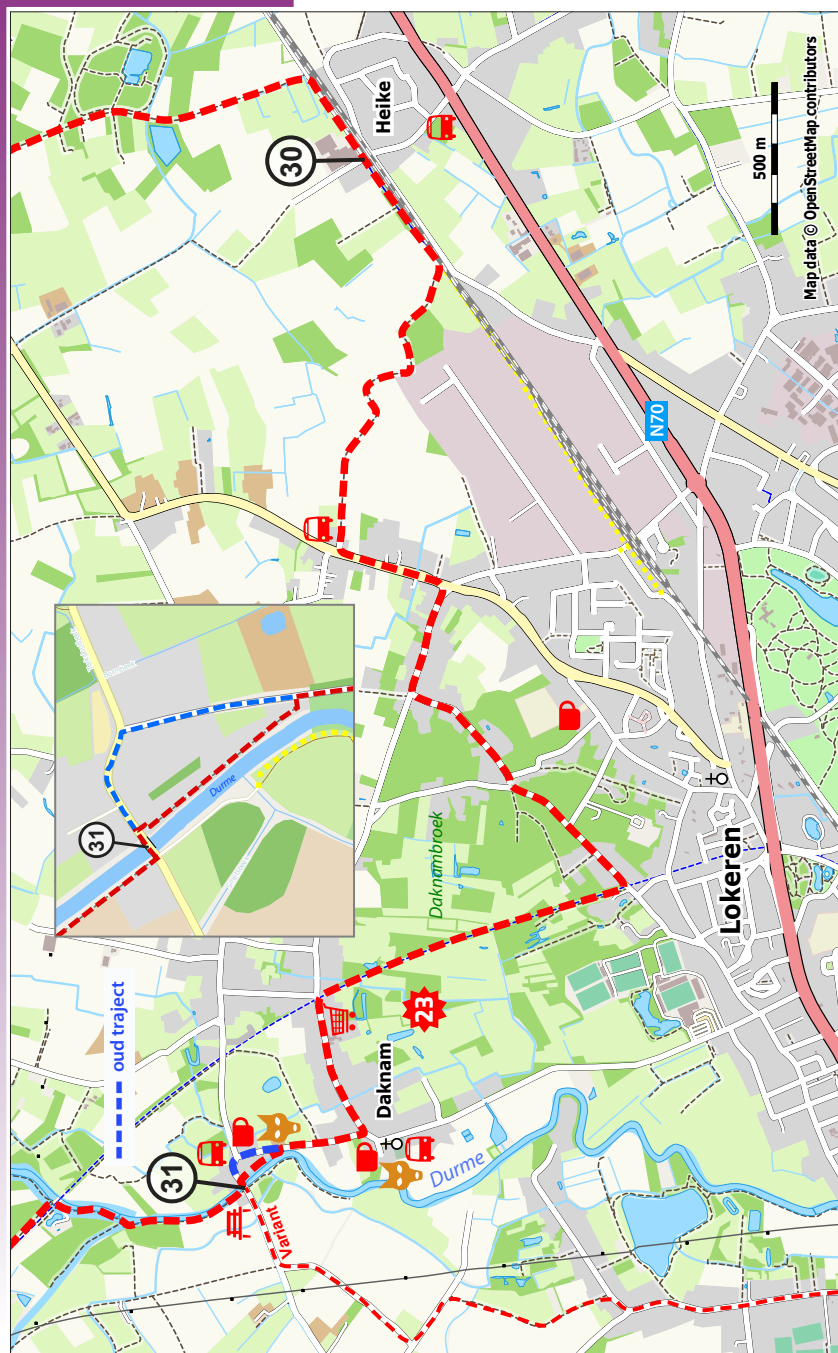 30
Heike
500 m
Map data © OpenStreetMap contributors
N70
31
Durme
Daknambroek
Lokeren
oud traject
23
Daknam
31
Durme
Variant